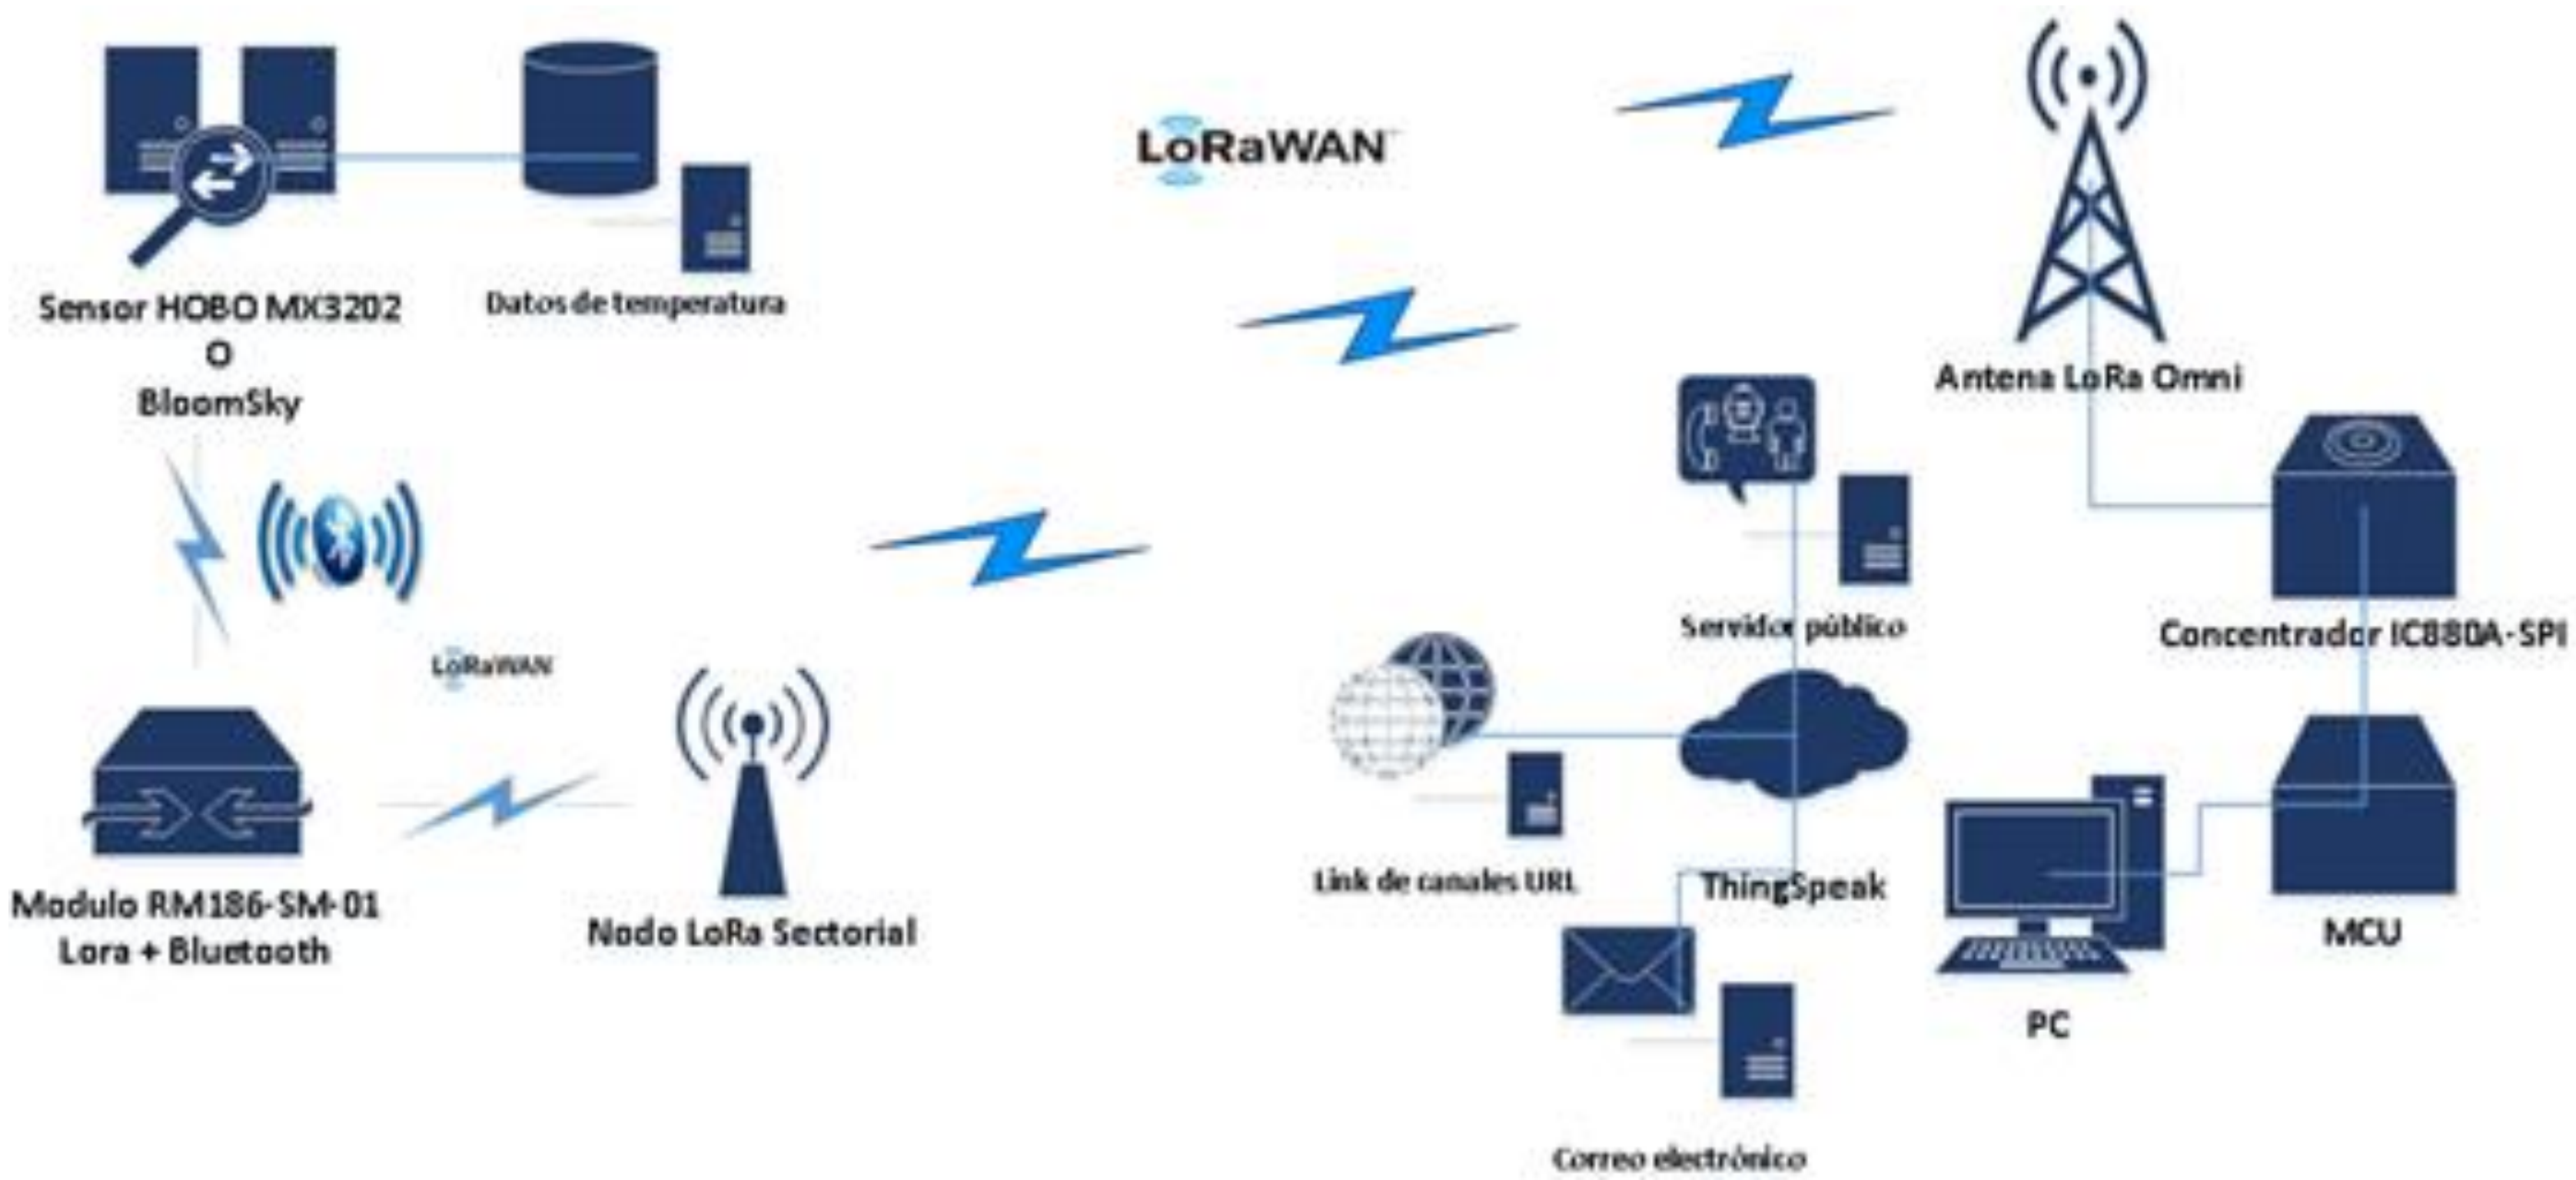 Sensor HOBO MX3202
O
BloomSky
Datos de temperatura
LoRaWAN
Antena LoRa Omni
Servidor público
Concentrador IC880A-SPI
LoRaWAN
Link de canales URL
ThingSpeak
Modulo RM186-SM-01
Lora + Bluetooth
Nodo LoRa Sectorial
MCU
PC
Correo electrónico